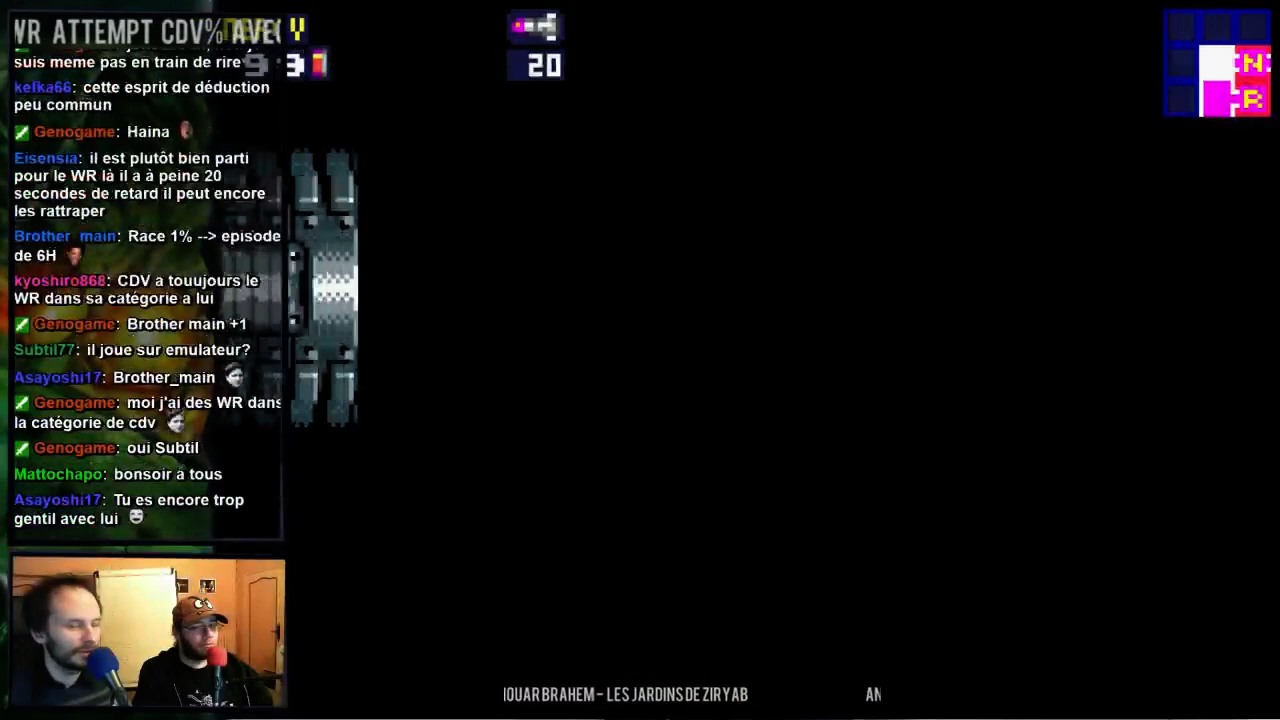 WR ATTEMPT CDV% AVEC
suis meme pas en train de rire
kefka66: cette esprit de déduction
peu commun
Genogame: Haina
Eisensia: il est plutôt bien parti
pour le WR là il a à peine 20
secondes de retard il peut encore
les rattraper
Brother_main: Race 1% --> episode
de 6H
kyoshiro868: CDV a touujours le
WR dans sa catégorie a lui
Genogame: Brother main +1
Subtil77: il joue sur emulateur?
Asayoshi17: Brother_main
Genogame: moi j'ai des WR dans
la catégorie de cdv
Genogame: oui Subtil
Mattochapo: bonsoir à tous
Asayoshi17: Tu es encore trop
gentil avec lui
Y
99
20
N
R
IOUAR BRAHEM - LES JARDINS DE ZIRYAB
AN